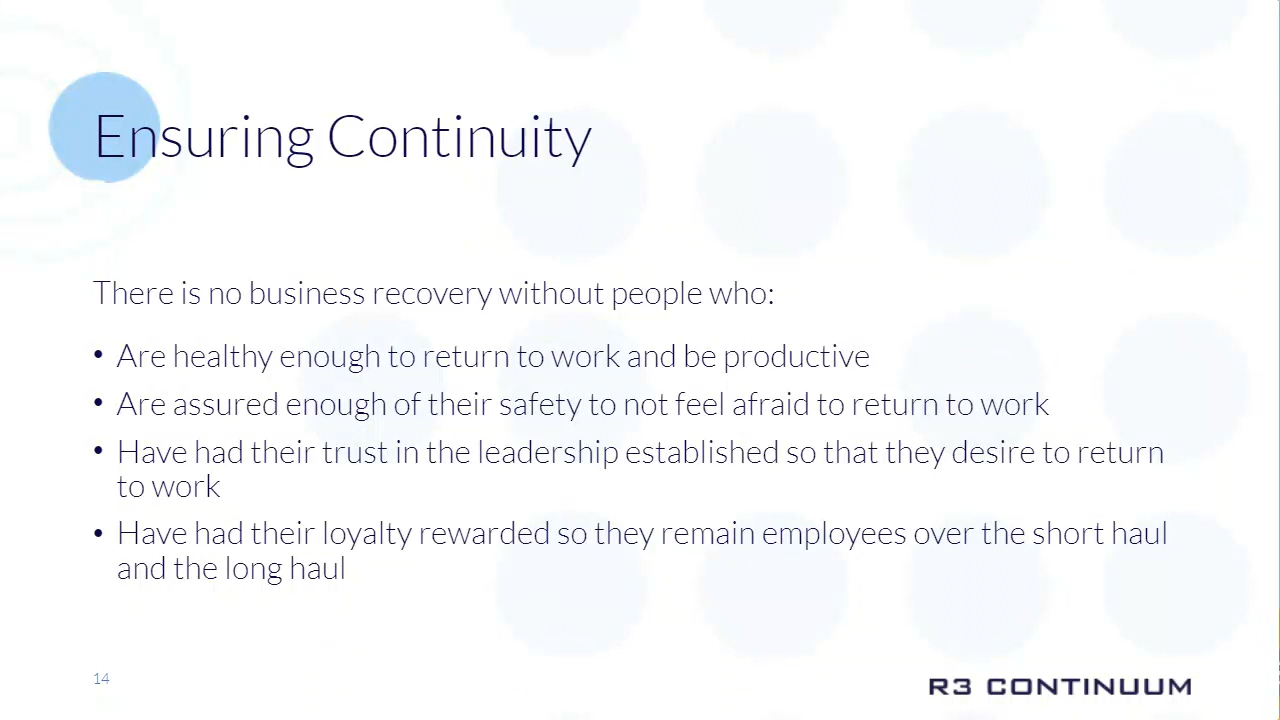 Ensuring Continuity
There is no business recovery without people who:
• Are healthy enough to return to work and be productive
• Are assured enough of their safety to not feel afraid to return to work
• Have had their trust in the leadership established so that they desire to return
to work
• Have had their loyalty rewarded so they remain employees over the short haul
and the long haul
14
R3 CONTINUUM